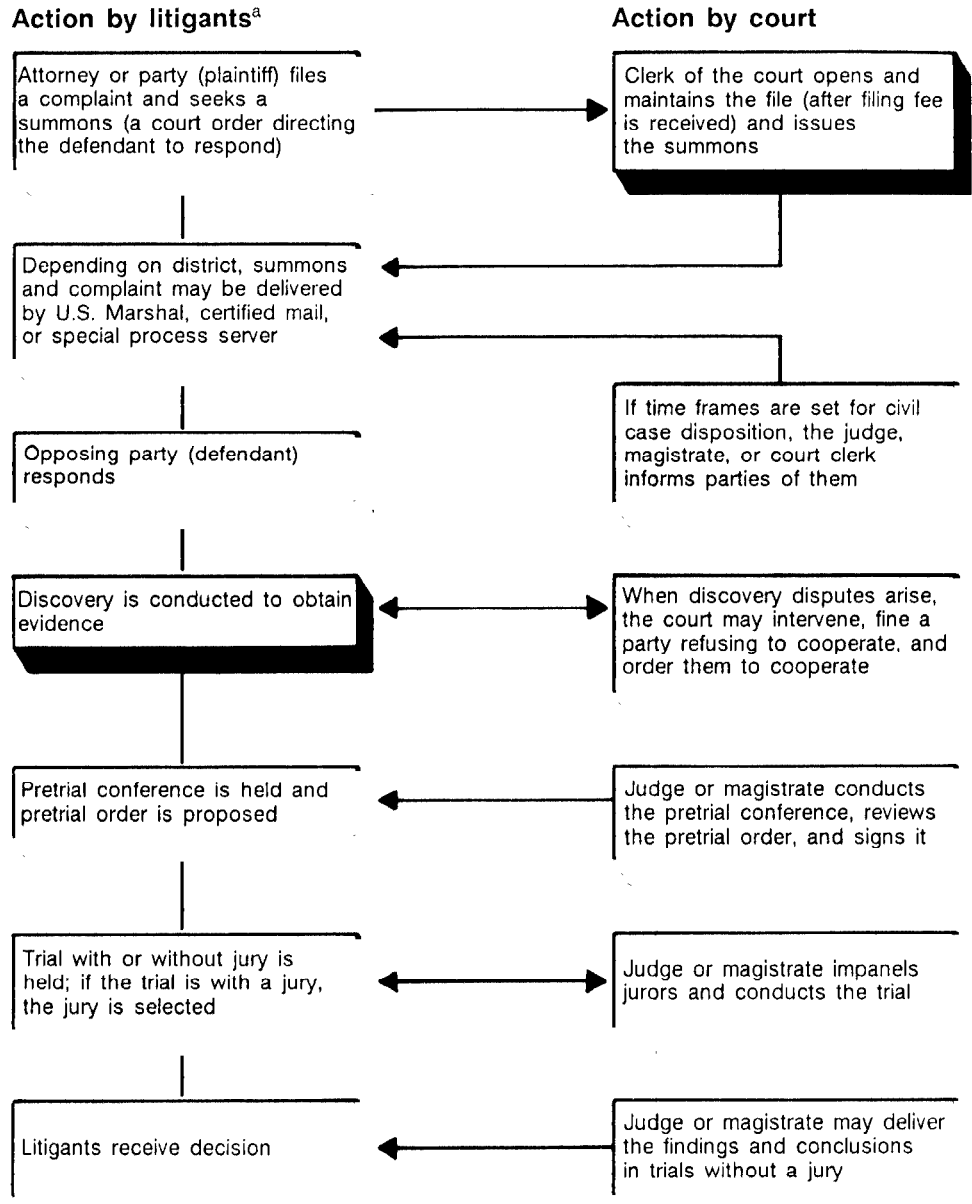 Action by litigantsa
Action by court
Attorney or party (plaintiff) files
a complaint and seeks a
summons (a court order directing
the defendant to respond)
Clerk of the court opens and
maintains the file (after filing fee
is received) and issues
the summons
Depending on district, summons
and complaint may be delivered
by U.S. Marshal, certified mail,
or special process server
If time frames are set for civil
case disposition, the judge,
magistrate, or court clerk
informs parties of them
Opposing party (defendant)
responds
Discovery is conducted to obtain
evidence
When discovery disputes arise,
the court may intervene, fine a
party refusing to cooperate, and
order them to cooperate
Pretrial conference is held and
pretrial order is proposed
Judge or magistrate conducts
the pretrial conference, reviews
the pretrial order, and signs it
Trial with or without jury is
held; if the trial is with a jury,
the jury is selected
Judge or magistrate impanels
jurors and conducts the trial
Litigants receive decision
Judge or magistrate may deliver
the findings and conclusions
in trials without a jury